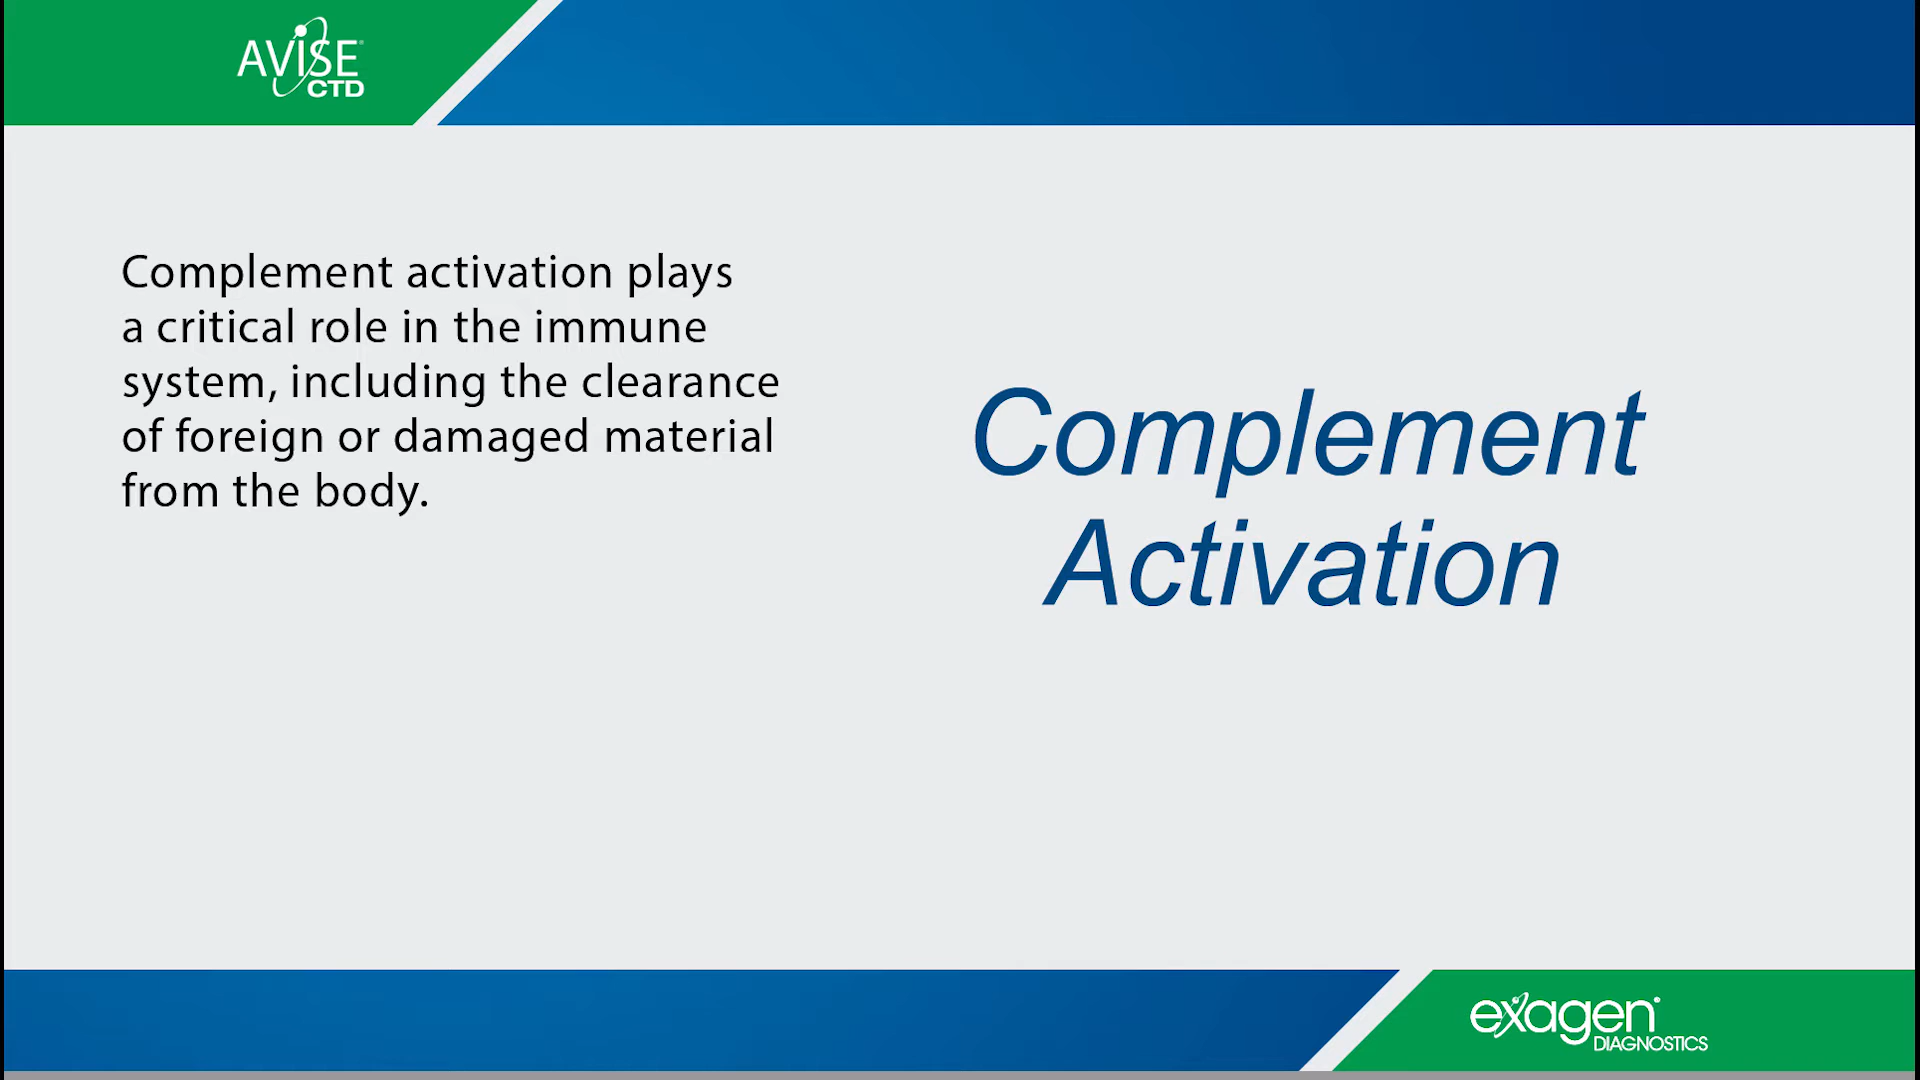 AVISE
CTD
Complement activation plays
a critical role in the immune
system, including the clearance
of foreign or damaged material
from the body.
Complement
Activation
exagen
DIAGNOSTICS